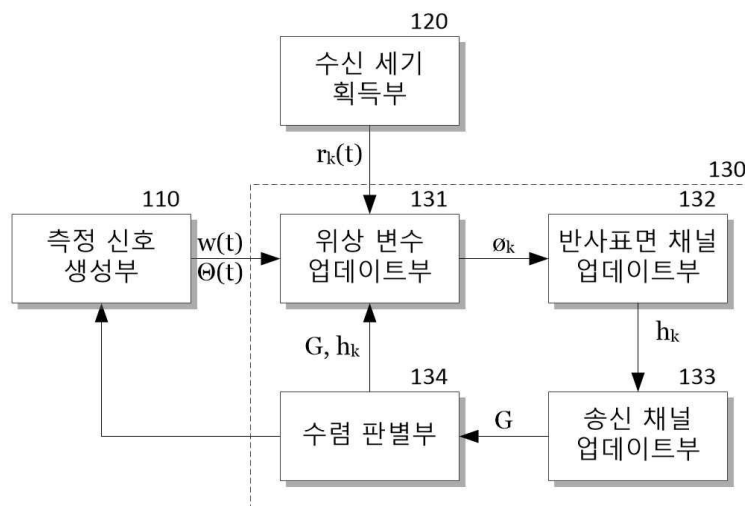 120
수신 세기
획득부
rₖ(t)
130
110
측정 신호
생성부
w(t)
Θ(t)
131
위상 변수
업데이트부
øₖ
132
반사표면 채널
업데이트부
G, hₖ
hₖ
134
수렴 판별부
G
133
송신 채널
업데이트부